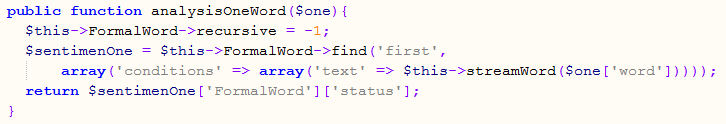 public function analysisOneWord($one){
$this->FormalWord->recursive = -1;
$sentimenOne = $this->FormalWord->find('first',
array('conditions' => array('text' => $this->streamWord($one['word']))));
return $sentimenOne['FormalWord']['status'];
}